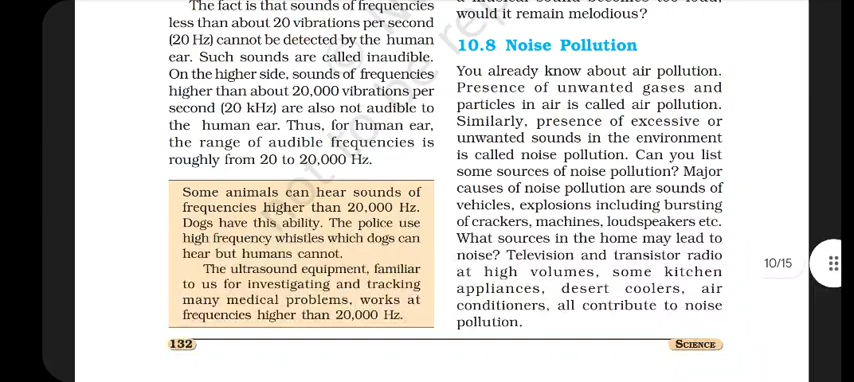 The fact is that sounds of frequencies
less than about 20 vibrations per second
(20 Hz) cannot be detected by the human
ear. Such sounds are called inaudible.
On the higher side, sounds of frequencies
higher than about 20,000 vibrations per
second (20 kHz) are also not audible to
the human ear. Thus, for human ear,
the range of audible frequencies is
roughly from 20 to 20,000 Hz.
Some animals can hear sounds of
frequencies higher than 20,000 Hz.
Dogs have this ability. The police use
high frequency whistles which dogs can
hear but humans cannot.
The ultrasound equipment, familiar
to us for investigating and tracking
many medical problems, works at
frequencies higher than 20,000 Hz.
132
would it remain melodious?
10.8 Noise Pollution
You already know about air pollution.
Presence of unwanted gases and
particles in air is called air pollution.
Similarly, presence of excessive or
unwanted sounds in the environment
is called noise pollution. Can you list
some sources of noise pollution? Major
causes of noise pollution are sounds of
vehicles, explosions including bursting
of crackers, machines, loudspeakers etc.
What sources in the home may lead to
noise? Television and transistor radio
at high volumes, some kitchen
appliances, desert coolers, air
conditioners, all contribute to noise
pollution.
SCIENCE
10/15
not to be re